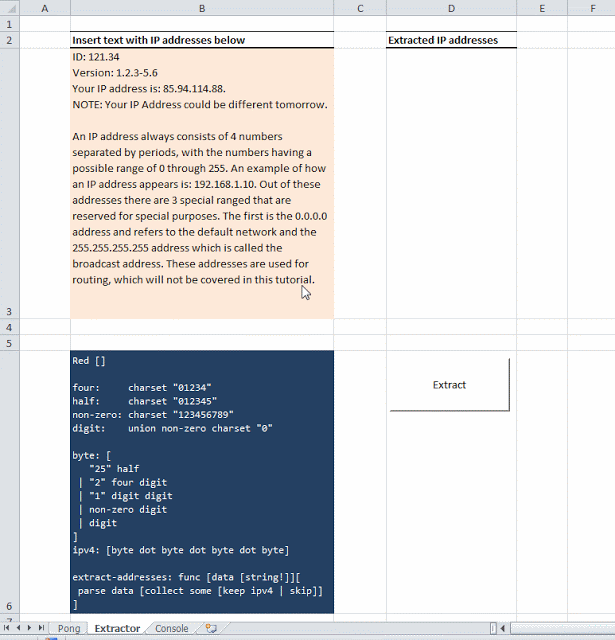 A B C D E F
1
2 Insert text with IP addresses below Extracted IP addresses
ID: 121.34
Version: 1.2.3-5.6
Your IP address is: 85.94.114.88.
NOTE: Your IP Address could be different tomorrow.
An IP address always consists of 4 numbers
separated by periods, with the numbers having a
possible range of 0 through 255. An example of how
an IP address appears is: 192.168.1.10. Out of these
addresses there are 3 special ranged that are
reserved for special purposes. The first is the 0.0.0.0
address and refers to the default network and the
255.255.255.255 address which is called the
broadcast address. These addresses are used for
routing, which will not be covered in this tutorial.
3
4
5
Red []
four: charset "01234"
half: charset "012345"
non-zero: charset "123456789"
digit: union non-zero charset "0"
byte: [
"25" half
| "2" four digit
| "1" digit digit
| non-zero digit
| digit
]
ipv4: [byte dot byte dot byte dot byte]
extract-addresses: func [data [string!]][
parse data [collect some [keep ipv4 | skip]]
]
Extract
6
7
Pong Extractor Console